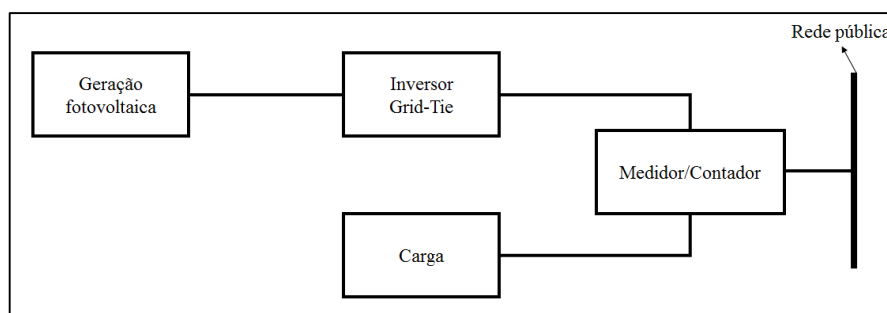 Rede pública
Geração
fotovoltaica
Inversor
Grid-Tie
Medidor/Contador
Carga